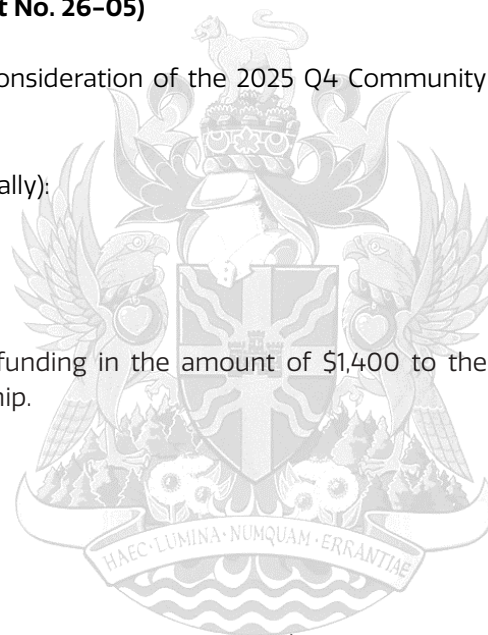 t No. 26-05)
onsideration of the 2025 Q4 Community
ally):
funding in the amount of $1,400 to the
hip.
HAEC·LUMINA·NUMQUAM·ERRANTIAE